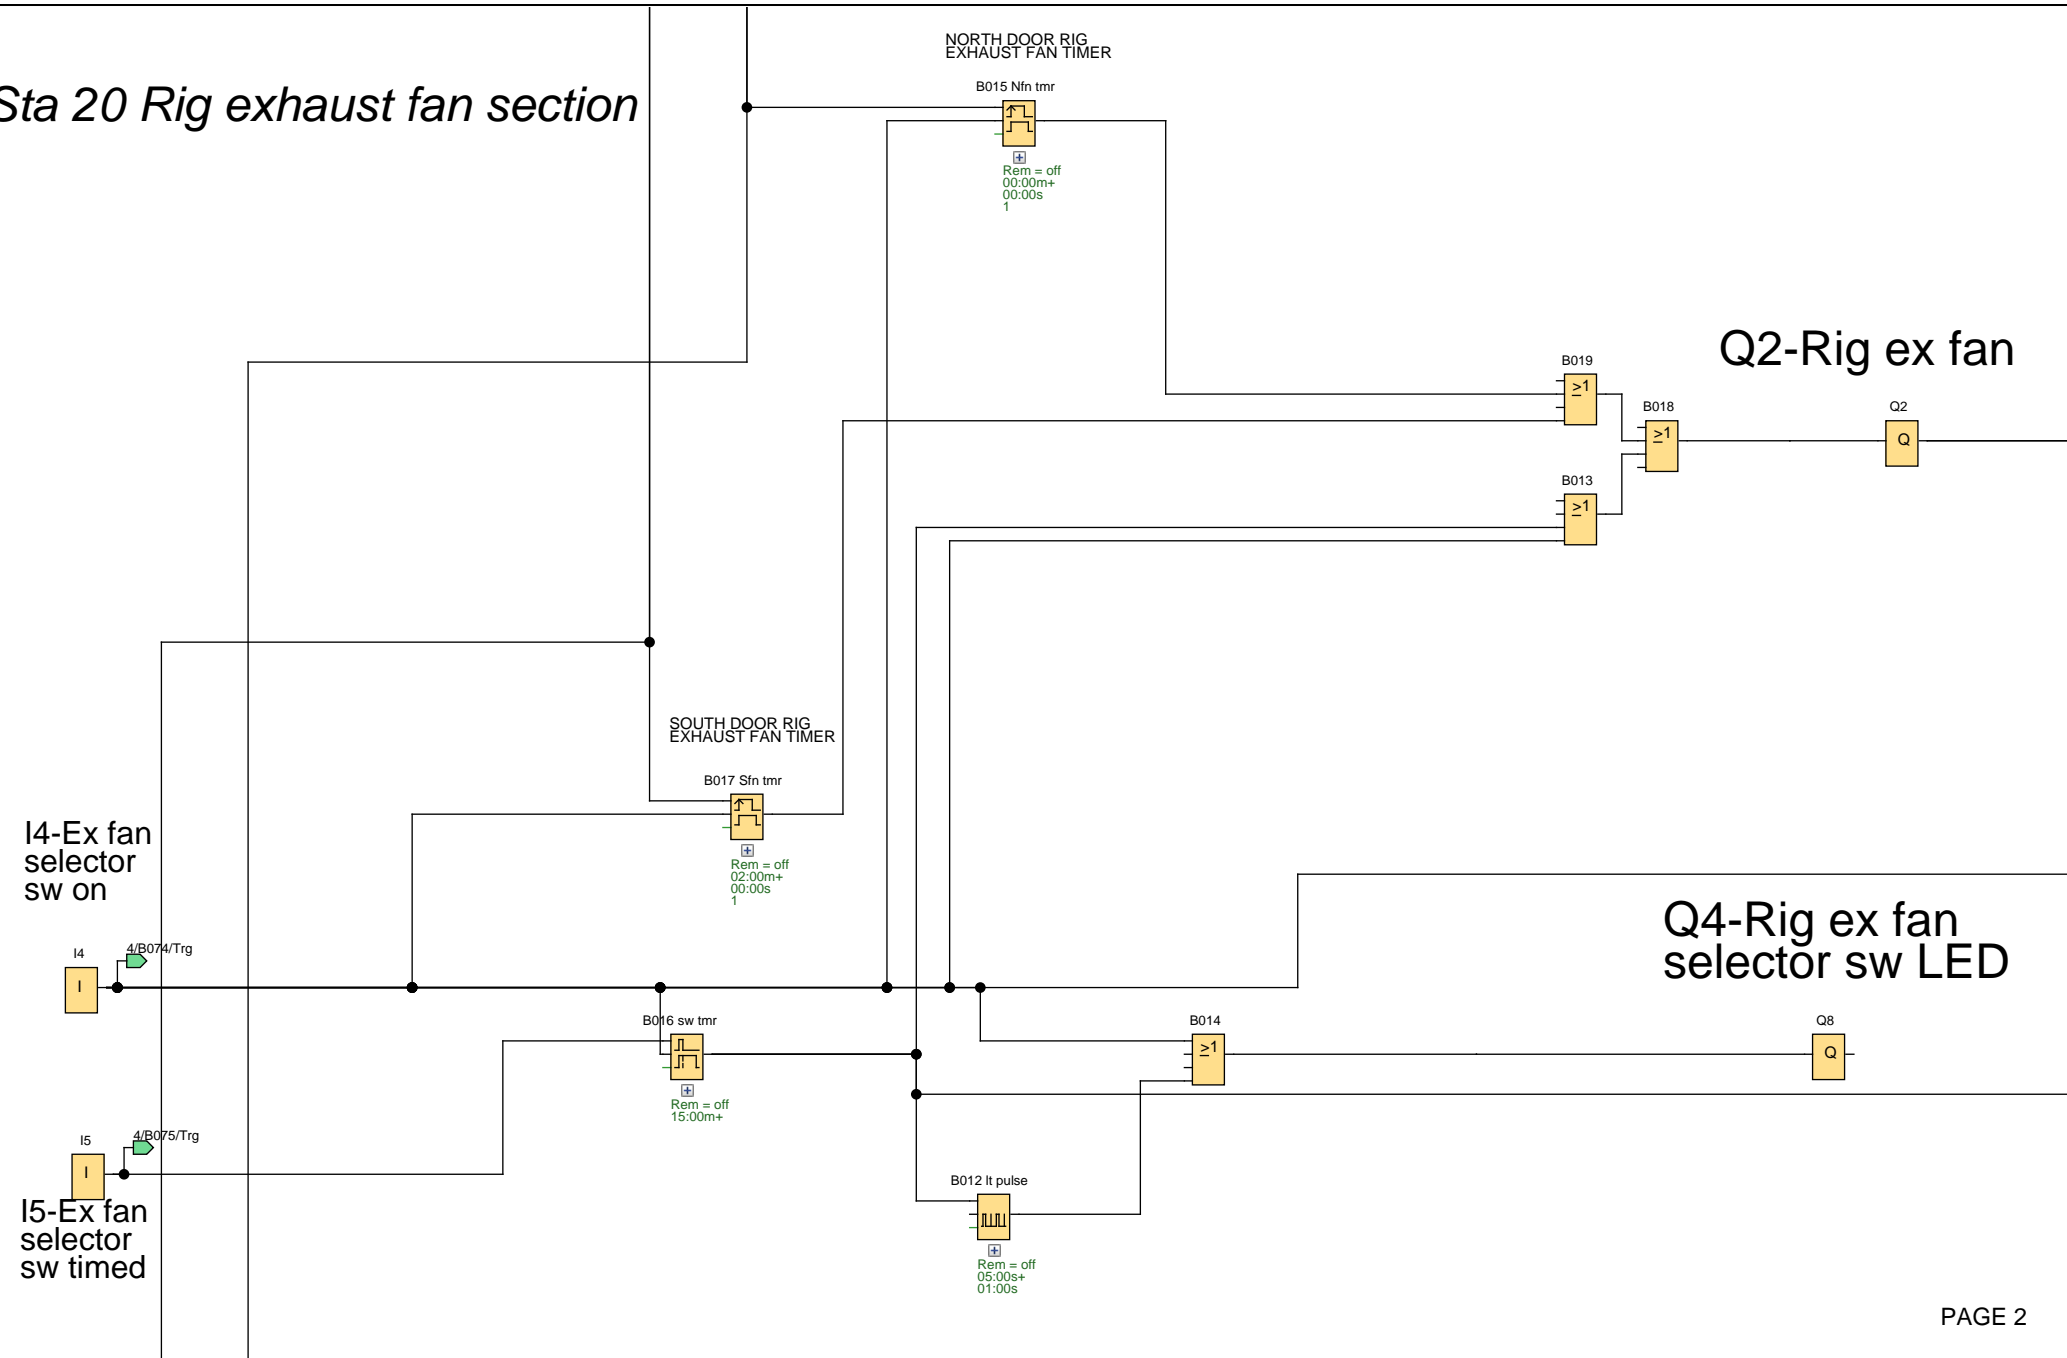 NORTH DOOR RIG
EXHAUST FAN TIMER
B015 Nfn tmr
Sta 20 Rig exhaust fan section
Rem = off
00:00m+
00:00s
1
Q2-Rig ex fan
B019
≥1
B018
≥1
Q2
Q
B013
≥1
SOUTH DOOR RIG
EXHAUST FAN TIMER
B017 Sfn tmr
Rem = off
02:00m+
00:00s
1
I4-Ex fan
selector
sw on
I4
4/B074/Trg
I
Q4-Rig ex fan
selector sw LED
B016 sw tmr
Rem = off
15:00m+
B014
≥1
Q8
Q
I5
4/B075/Trg
I
I5-Ex fan
selector
sw timed
B012 lt pulse
Rem = off
05:00s+
01:00s
PAGE 2